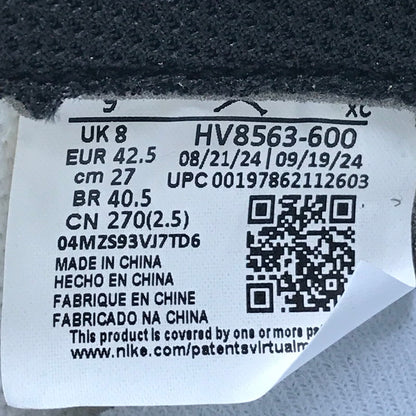 9 XC
UK 8 HV8563-600
EUR 42.5 08/21/24 | 09/19/24
cm 27 UPC 00197862112603
BR 40.5
CN 270(2.5)
04MZS93VJ7TD6
MADE IN CHINA
HECHO EN CHINA
FABRIQUE EN CHINE
FABRICADO NA CHINA
This product is covered by one or more
www.nike.com/patentsvirtualm